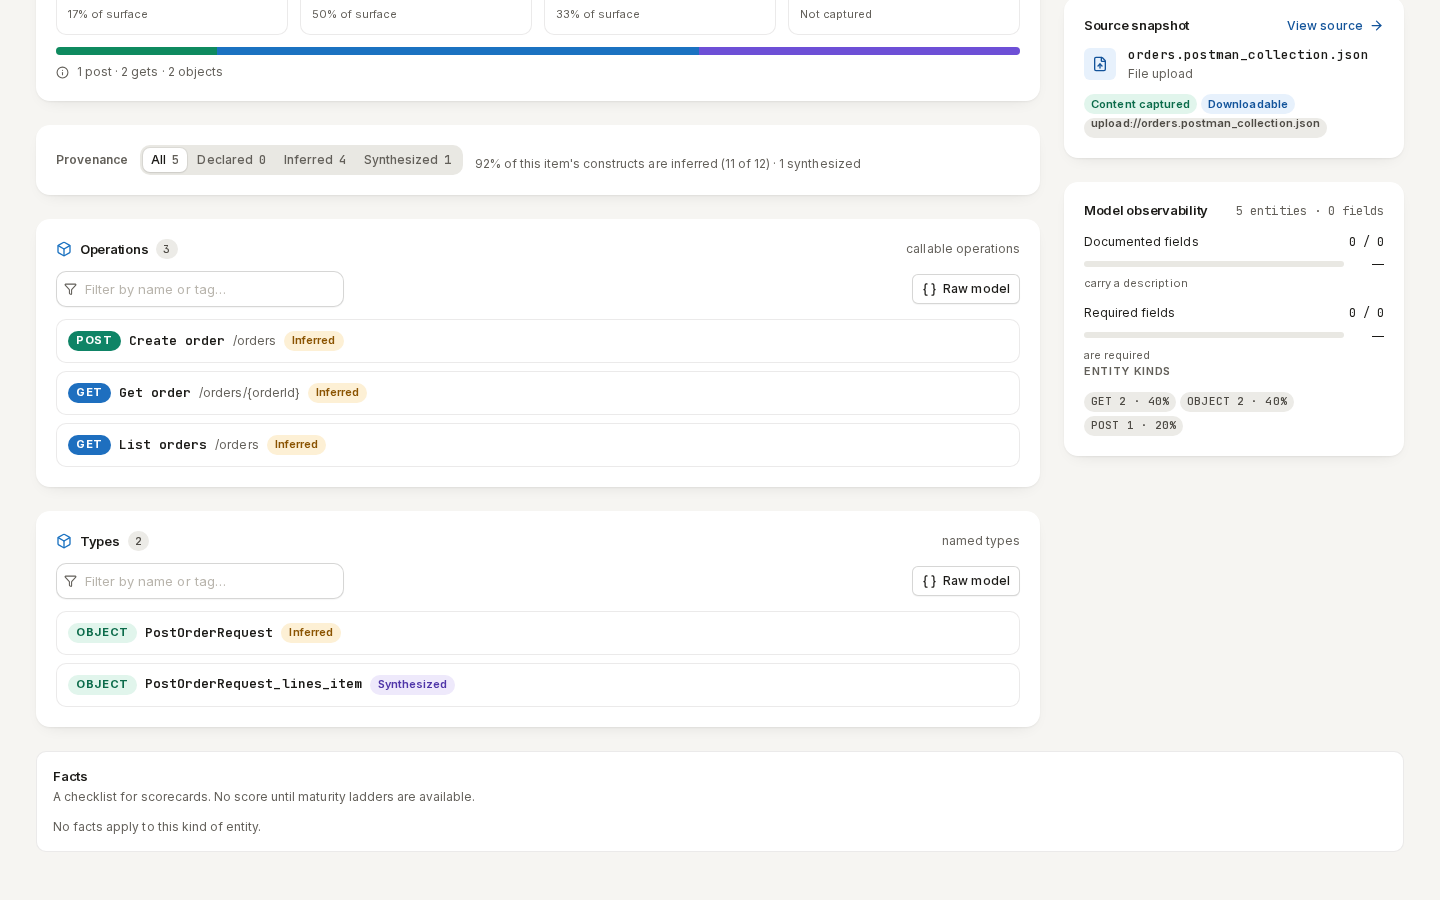 17% of surface
50% of surface
33% of surface
Not captured
1 post · 2 gets · 2 objects
Provenance
All 5
Declared 0
Inferred 4
Synthesized 1
92% of this item's constructs are inferred (11 of 12) · 1 synthesized
Operations 3
callable operations
Filter by name or tag...
{ } Raw model
POST Create order /orders Inferred
GET Get order /orders/{orderId} Inferred
GET List orders /orders Inferred
Types 2
named types
Filter by name or tag...
{ } Raw model
OBJECT PostOrderRequest Inferred
OBJECT PostOrderRequest_lines_item Synthesized
Source snapshot
View source →
orders.postman_collection.json
File upload
Content captured
Downloadable
upload://orders.postman_collection.json
Model observability
5 entities · 0 fields
Documented fields
0 / 0
—
carry a description
Required fields
0 / 0
—
are required
ENTITY KINDS
GET 2 · 40%
OBJECT 2 · 40%
POST 1 · 20%
Facts
A checklist for scorecards. No score until maturity ladders are available.
No facts apply to this kind of entity.